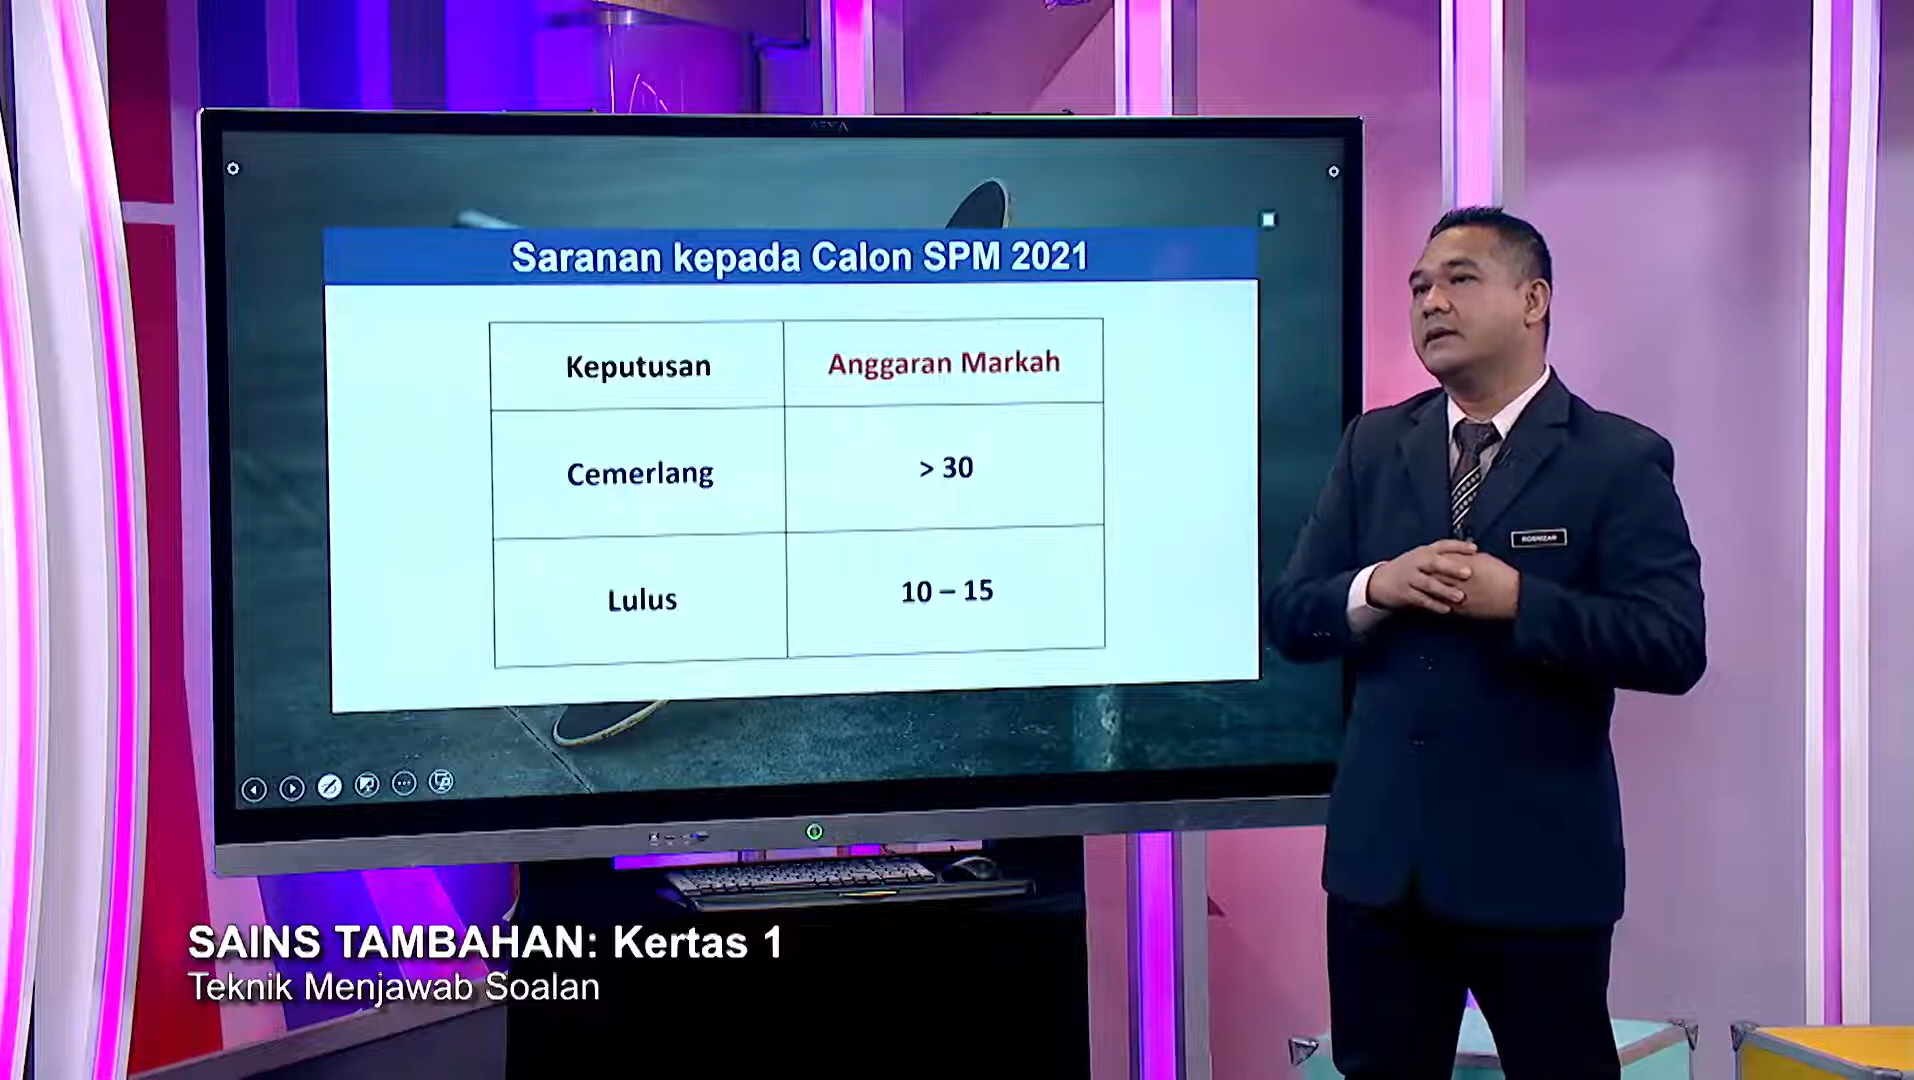 Saranan kepada Calon SPM 2021
Keputusan
Anggaran Markah
Cemerlang
> 30
Lulus
10 – 15
ROSNIZAM
SAINS TAMBAHAN: Kertas 1
Teknik Menjawab Soalan